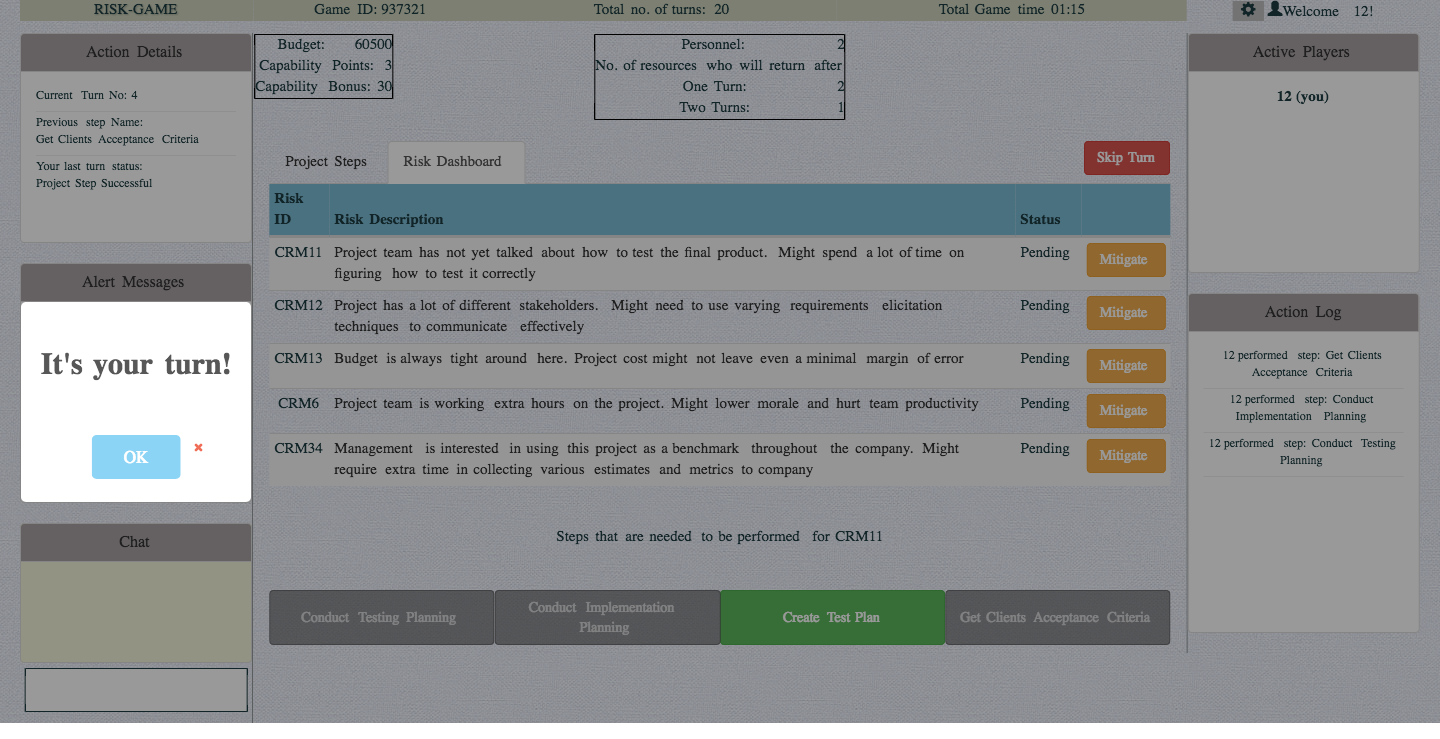 RISK-GAME
Game ID: 937321
Total no. of turns: 20
Total Game time 01:15
Welcome 12!
Action Details
Current Turn No: 4
Previous step Name:
Get Clients Acceptance Criteria
Your last turn status:
Project Step Successful
Alert Messages
It's your turn!
OK
Chat
Budget: 60500
Capability Points: 3
Capability Bonus: 30
Personnel: 2
No. of resources who will return after
One Turn: 2
Two Turns: 1
Project Steps
Risk Dashboard
Skip Turn
Risk
ID
Risk Description
Status
CRM11
Project team has not yet talked about how to test the final product. Might spend a lot of time on
figuring how to test it correctly
Pending
Mitigate
CRM12
Project has a lot of different stakeholders. Might need to use varying requirements elicitation
techniques to communicate effectively
Pending
Mitigate
CRM13
Budget is always tight around here. Project cost might not leave even a minimal margin of error
Pending
Mitigate
CRM6
Project team is working extra hours on the project. Might lower morale and hurt team productivity
Pending
Mitigate
CRM34
Management is interested in using this project as a benchmark throughout the company. Might
require extra time in collecting various estimates and metrics to company
Pending
Mitigate
Steps that are needed to be performed for CRM11
Conduct Testing Planning
Conduct Implementation
Planning
Create Test Plan
Get Clients Acceptance Criteria
Active Players
12 (you)
Action Log
12 performed step: Get Clients
Acceptance Criteria
12 performed step: Conduct
Implementation Planning
12 performed step: Conduct Testing
Planning